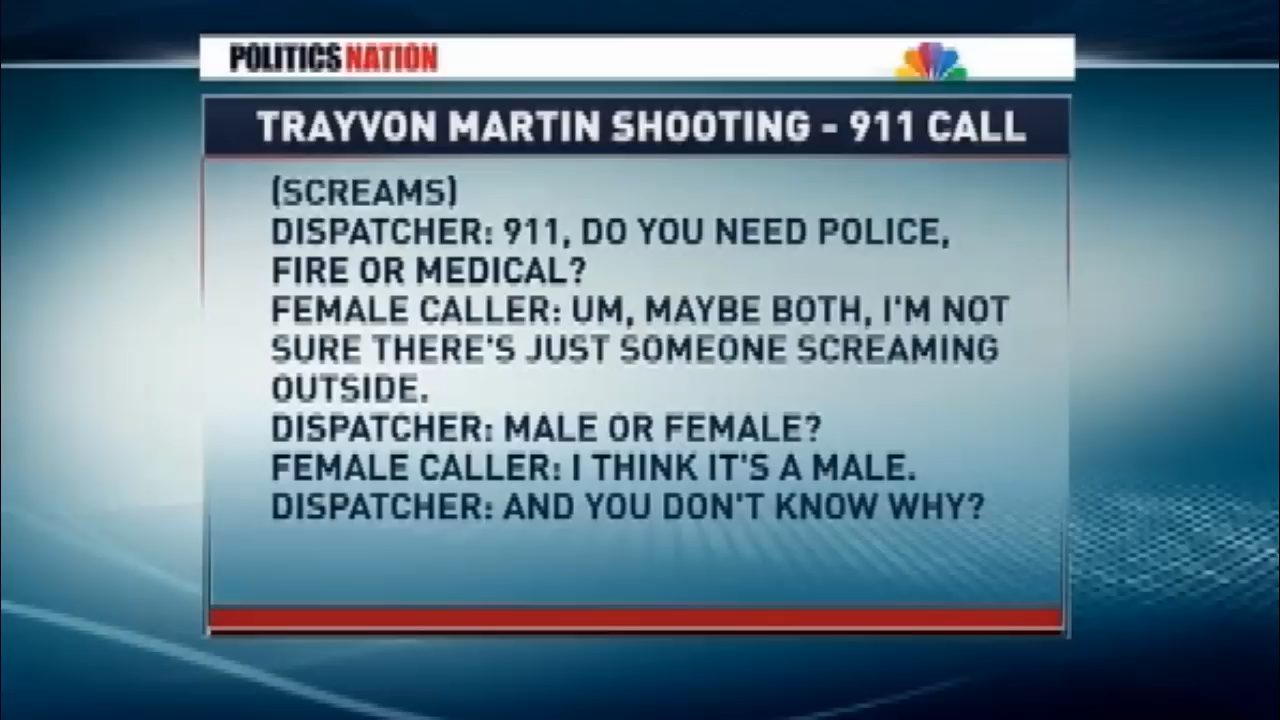 POLITICS NATION
TRAYVON MARTIN SHOOTING - 911 CALL
(SCREAMS)
DISPATCHER: 911, DO YOU NEED POLICE,
FIRE OR MEDICAL?
FEMALE CALLER: UM, MAYBE BOTH, I'M NOT
SURE THERE'S JUST SOMEONE SCREAMING
OUTSIDE.
DISPATCHER: MALE OR FEMALE?
FEMALE CALLER: I THINK IT'S A MALE.
DISPATCHER: AND YOU DON'T KNOW WHY?